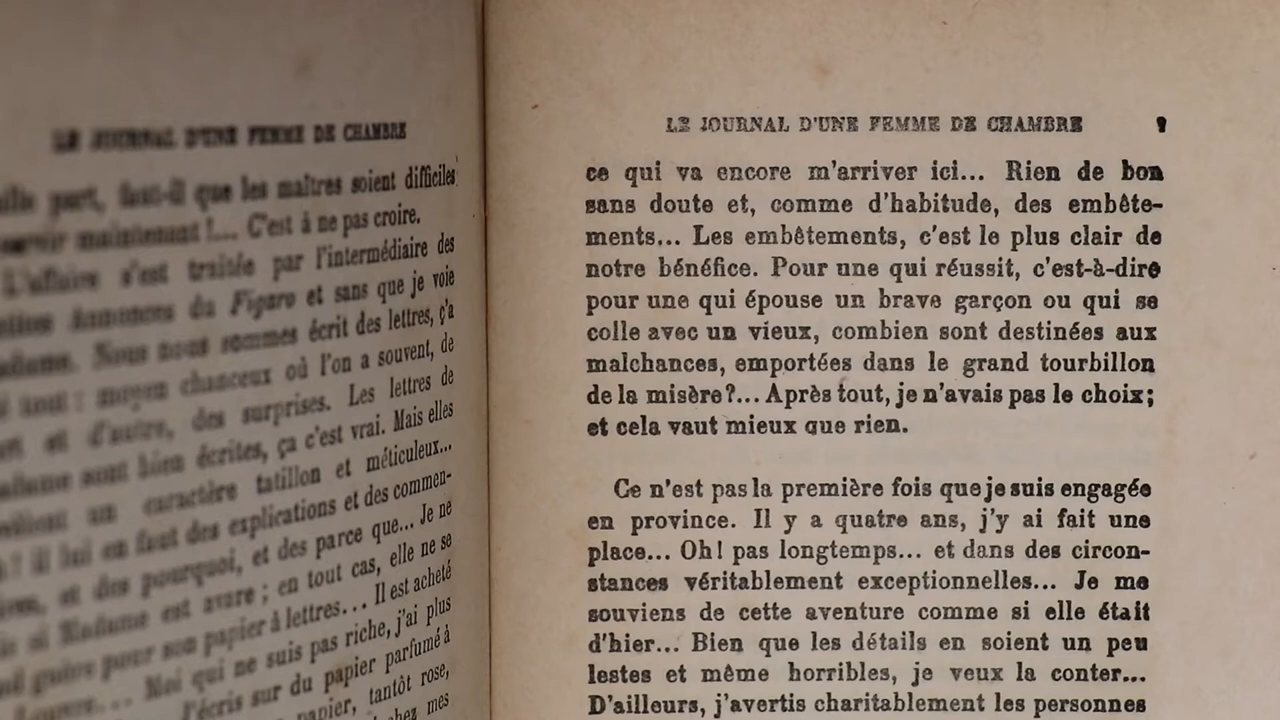 LE JOURNAL D'UNE FEMME DE CHAMBRE
part, faut-il que les maîtres soient difficiles
servir maintenant!... C'est à ne pas croire.
L'affaire s'est traitée par l'intermédiaire des
Annonces du Figaro et sans que je voie
Madame. Nous nous sommes écrit des lettres, ç'a
tout : moyen chanceux où l'on a souvent, de
et d'autre, des surprises. Les lettres de
Madame sont bien écrites, ça c'est vrai. Mais elles
un caractère tatillon et méticuleux...
! il lui en faut des explications et des commen-
et des pourquoi, et des parce que... Je ne
si Madame est avare ; en tout cas, elle ne se
guère pour son papier à lettres... Il est acheté
Louvre... Moi qui ne suis pas riche, j'ai plus
J'écris sur du papier parfumé à
papier, tantôt rose,
chez mes
LE JOURNAL D'UNE FEMME DE CHAMBRE 9
ce qui va encore m'arriver ici... Rien de bon
sans doute et, comme d'habitude, des embête-
ments... Les embêtements, c'est le plus clair de
notre bénéfice. Pour une qui réussit, c'est-à-dire
pour une qui épouse un brave garçon ou qui se
colle avec un vieux, combien sont destinées aux
malchances, emportées dans le grand tourbillon
de la misère?... Après tout, je n'avais pas le choix;
et cela vaut mieux que rien.
Ce n'est pas la première fois que je suis engagée
en province. Il y a quatre ans, j'y ai fait une
place... Oh! pas longtemps... et dans des circon-
stances véritablement exceptionnelles... Je me
souviens de cette aventure comme si elle était
d'hier... Bien que les détails en soient un peu
lestes et même horribles, je veux la conter...
D'ailleurs, j'avertis charitablement les personnes